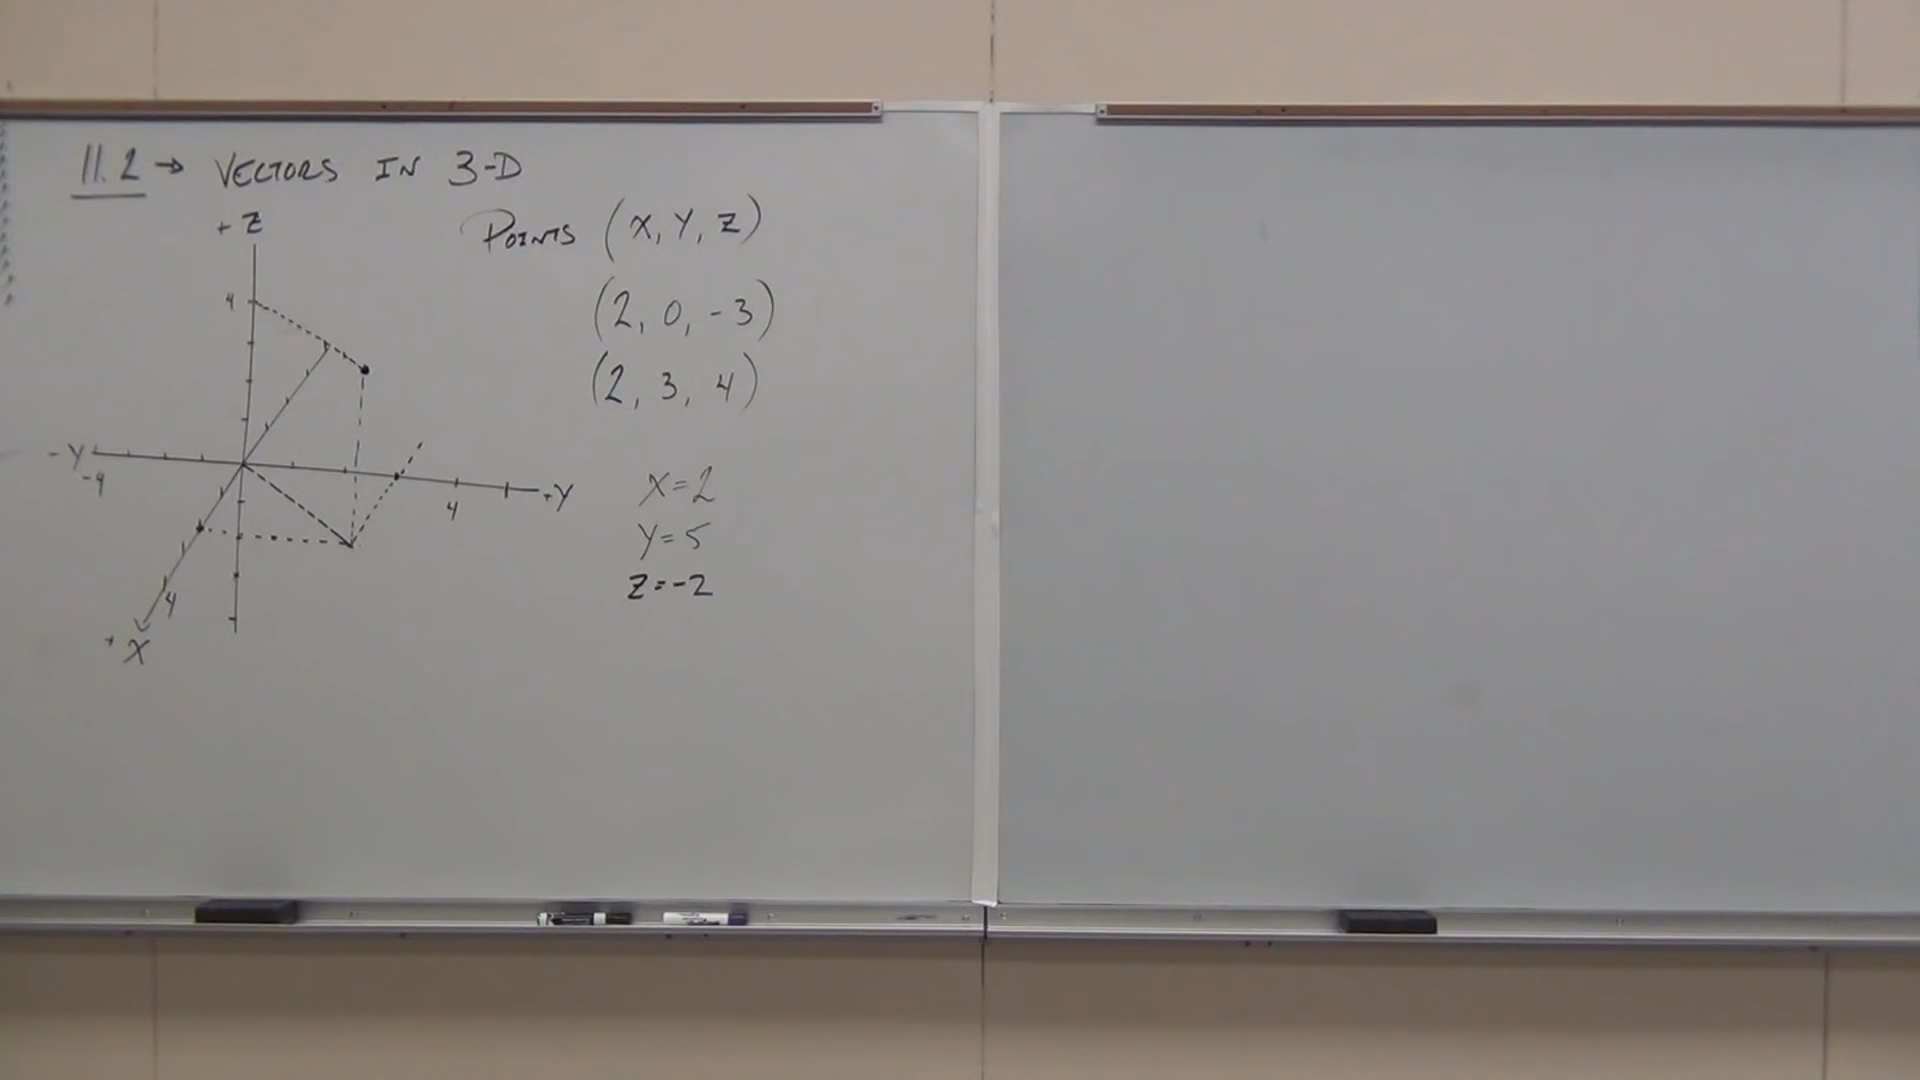 11.2 → VECTORS IN 3-D
+Z
POINTS (X, Y, Z)
4
(2, 0, -3)
(2, 3, 4)
-Y
-4
+Y
4
X=2
Y=5
Z=-2
4
+X